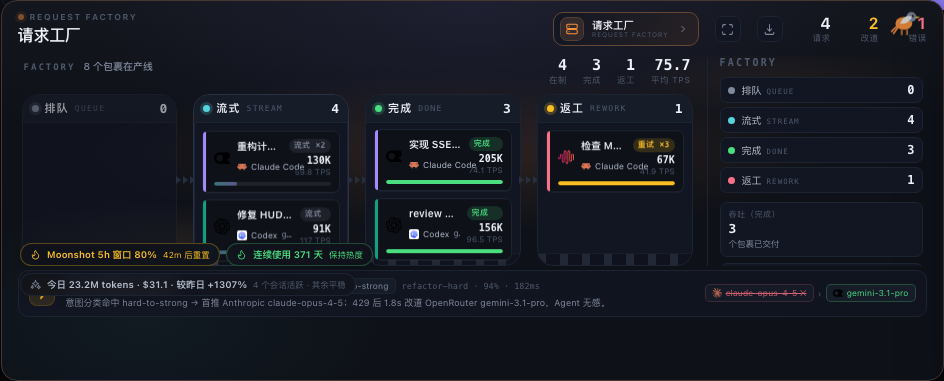 REQUEST FACTORY
请求工厂
请求工厂
REQUEST FACTORY
4
请求
2
改道
1
错误
FACTORY 8 个包裹在产线
4
在制
3
完成
1
返工
75.7
平均 TPS
排队 QUEUE 0
流式 STREAM 4
重构计... 流式 ×2
130K
Claude Code
69.8 TPS
修复 HUD... 流式
91K
Codex
完成 DONE 3
实现 SSE... 完成
205K
Claude Code
74.1 TPS
review ... 完成
156K
Codex g..
96.5 TPS
返工 REWORK 1
检查 M... 重试 ×3
67K
Claude Code
FACTORY
排队 QUEUE 0
流式 STREAM 4
完成 DONE 3
返工 REWORK 1
吞吐（完成）
3
个包裹已交付
Moonshot 5h 窗口 80% 42m 后重置
连续使用 371 天 保持热度
今日 23.2M tokens · $31.1 · 较昨日 +1307% 4 个会话活跃 · 其余平稳
o-strong refactor-hard · 94% · 182ms
意图分类命中 hard-to-strong → 首推 Anthropic claude-opus-4-5；429 后 1.8s 改道 OpenRouter gemini-3.1-pro，Agent 无感。
claude-opus-4-5 ✕ › gemini-3.1-pro